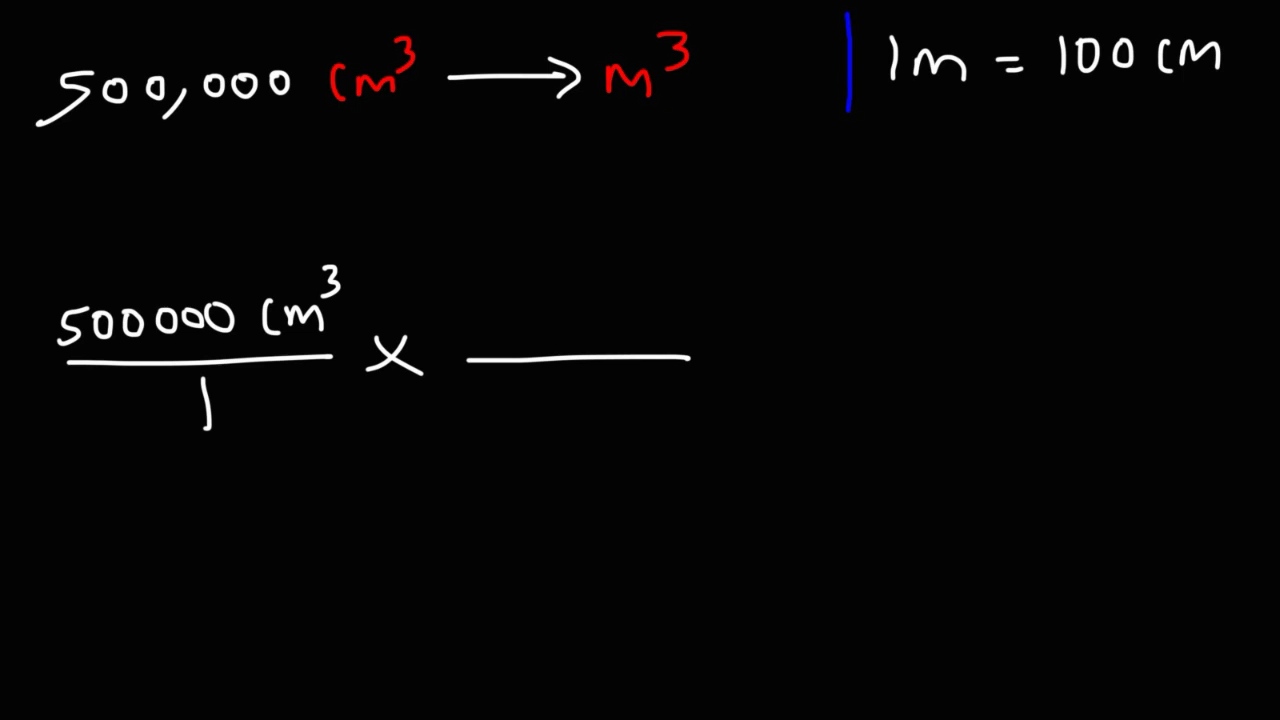 500,000 cm³ → m³ | 1m = 100 cm
500000 cm³ / 1 ×